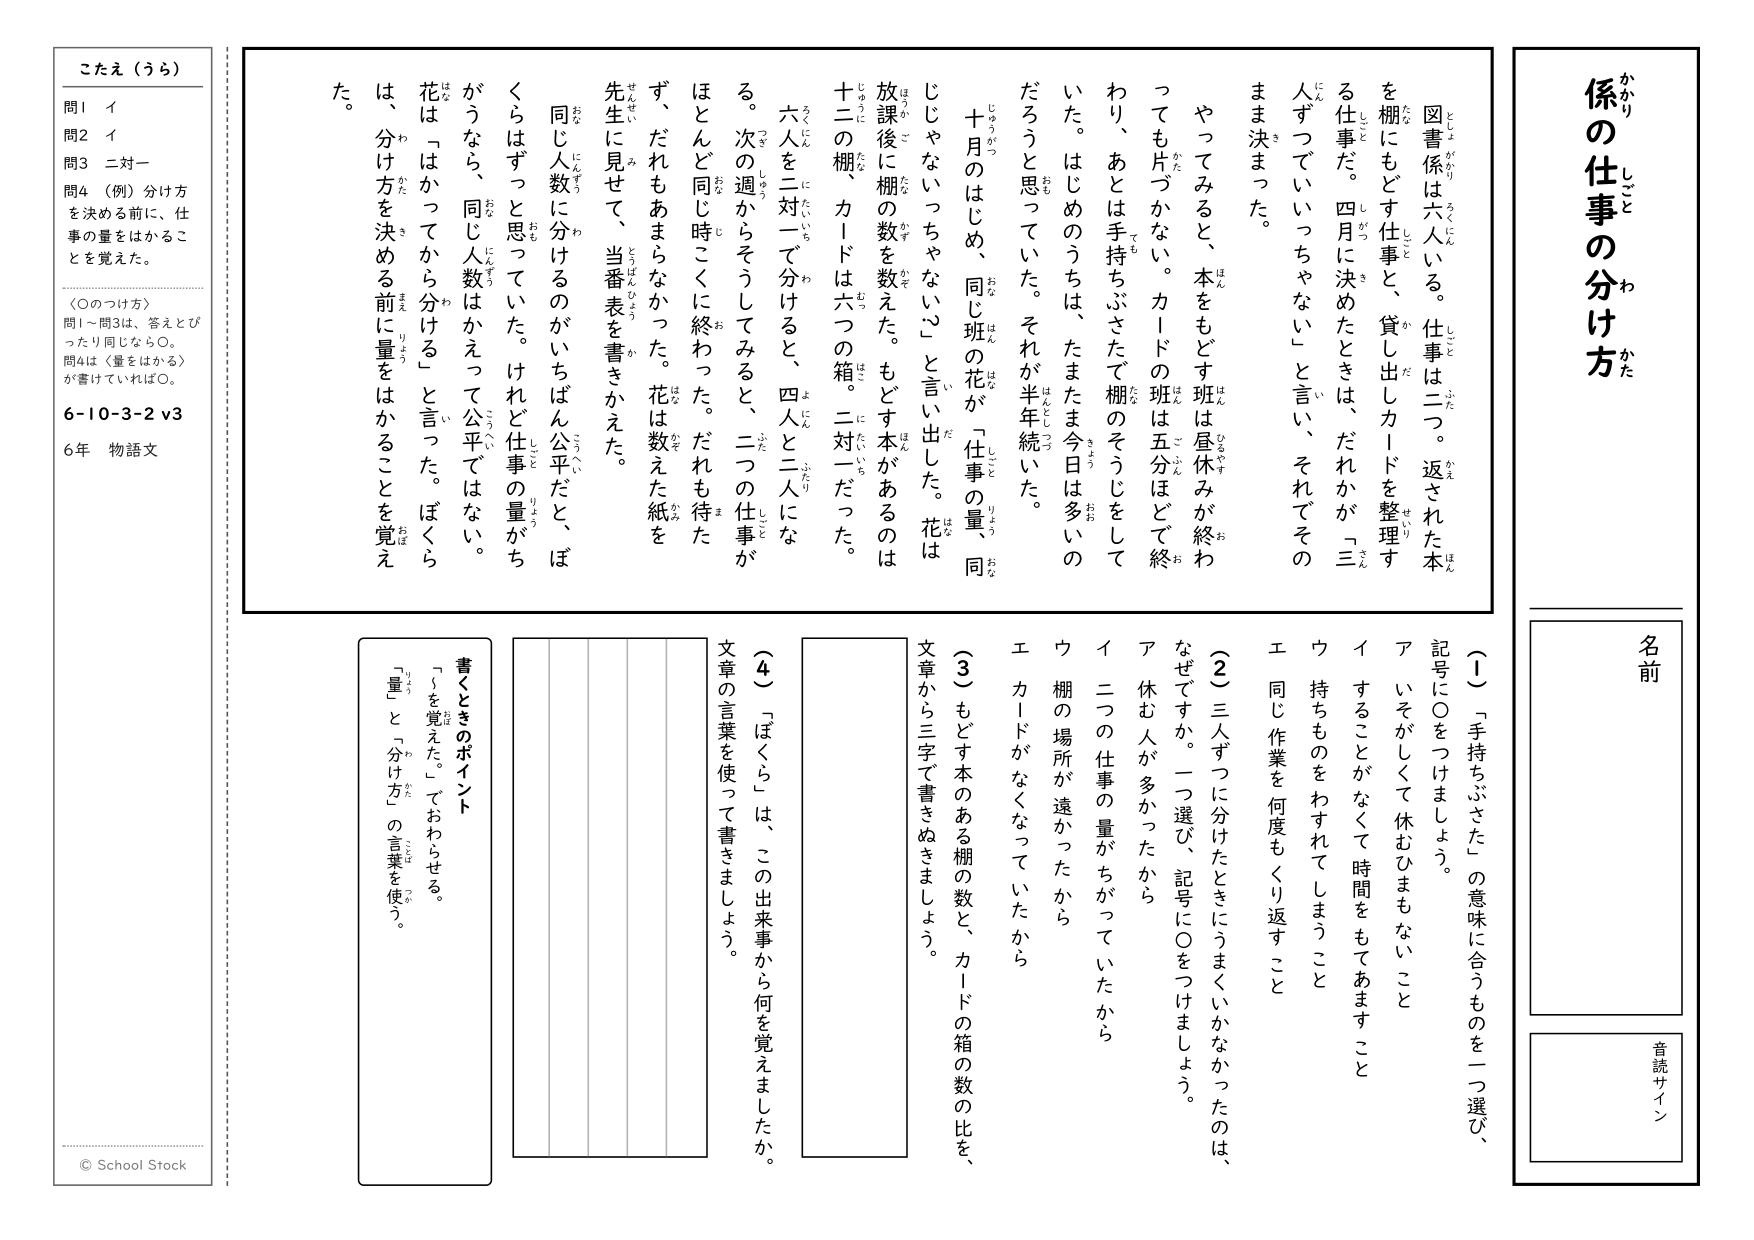 係の仕事の分け方
かかり しごと わ かた
名前
音読サイン
図書係は六人いる。仕事は二つ。返された本
を棚にもどす仕事と、貸し出しカードを整理す
る仕事だ。四月に決めたときは、だれかが「三
人ずつでいいっちゃない」と言い、それでその
まま決まった。
やってみると、本をもどす班は昼休みが終わ
っても片づかない。カードの班は五分ほどで終
わり、あとは手持ちぶさたで棚のそうじをして
いた。はじめのうちは、たまたま今日は多いの
だろうと思っていた。それが半年続いた。
十月のはじめ、同じ班の花が「仕事の量、同
じじゃないっちゃない?」と言い出した。花は
放課後に棚の数を数えた。もどす本があるのは
十二の棚、カードは六つの箱。二対一だった。
六人を二対一で分けると、四人と二人にな
る。次の週からそうしてみると、二つの仕事が
ほとんど同じ時こくに終わった。だれも待た
ず、だれもあまらなかった。花は数えた紙を
先生に見せて、当番表を書きかえた。
同じ人数に分けるのがいちばん公平だと、ぼ
くらはずっと思っていた。けれど仕事の量がち
がうなら、同じ人数はかえって公平ではない。
花は「はかってから分ける」と言った。ぼくら
は、分け方を決める前に量をはかることを覚え
た。
(1)「手持ちぶさた」の意味に合うものを一つ選び、
記号に○をつけましょう。
ア いそがしくて 休むひまもない こと
イ することが なくて 時間を もてあます こと
ウ 持ちものを わすれて しまう こと
エ 同じ 作業を 何度も くり返す こと
(2)三人ずつに分けたときにうまくいかなかったのは、
なぜですか。一つ選び、記号に○をつけましょう。
ア 休む 人が 多かった から
イ 二つの 仕事の 量が ちがって いた から
ウ 棚の 場所が 遠かった から
エ カードが なくなって いた から
(3)もどす本のある棚の数と、カードの箱の数の比を、
文章から三字で書きぬきましょう。
(4)「ぼくら」は、この出来事から何を覚えましたか。
文章の言葉を使って書きましょう。
書くときのポイント
「~を覚えた。」でおわらせる。
「量」と「分け方」の言葉を使う。
こたえ(うら)
問1 イ
問2 イ
問3 二対一
問4 (例)分け方
を決める前に、仕
事の量をはかるこ
とを覚えた。
〈○のつけ方〉
問1~問3は、答えとぴ
ったり同じなら○。
問4は〈量をはかる〉
が書けていれば○。
6-10-3-2 v3
6年 物語文
© School Stock